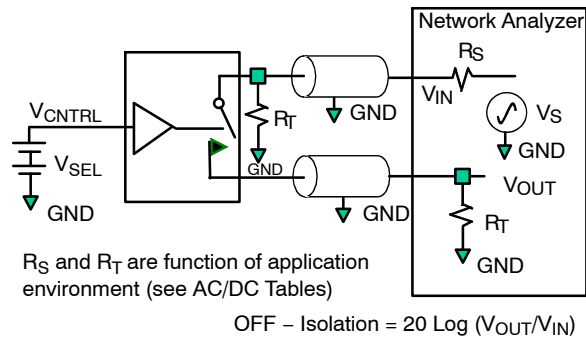 Network Analyzer
RS
VIN
GND
VS
GND
VCNTRL
RT
GND
VSEL
GND
GND
VOUT
RT
GND
RS and RT are function of application
environment (see AC/DC Tables)
OFF – Isolation = 20 Log (VOUT/VIN)